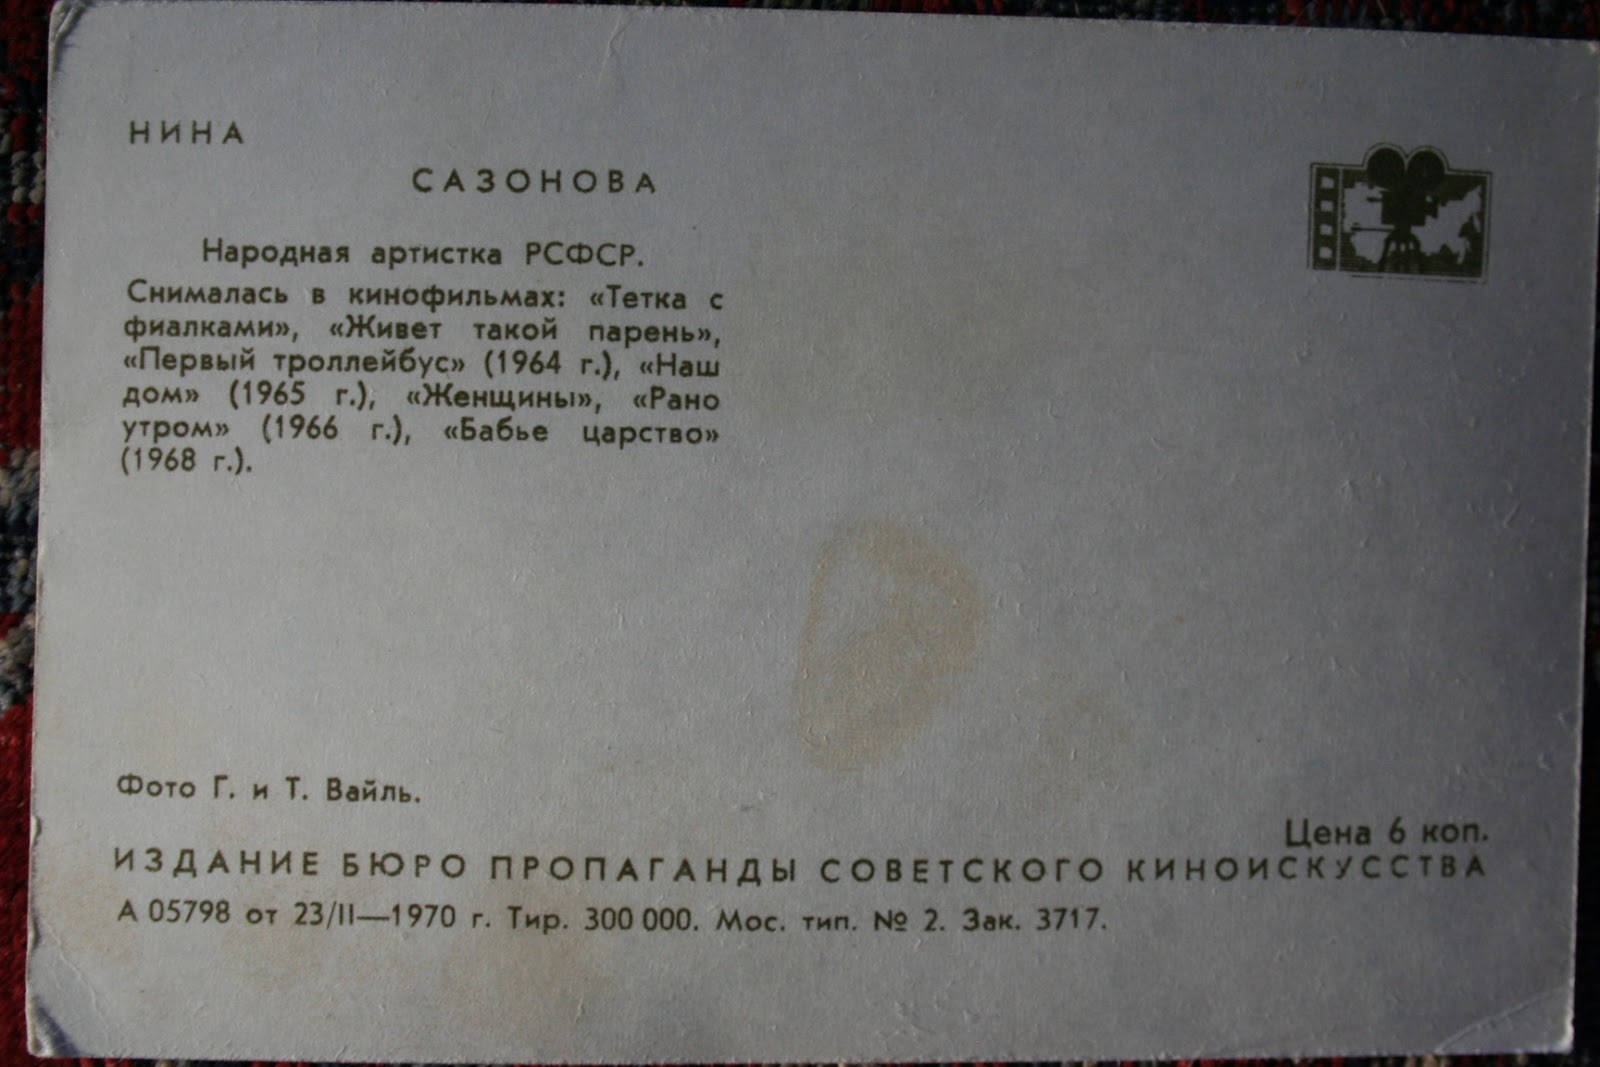 НИНА
САЗОНОВА
Народная артистка РСФСР.
Снималась в кинофильмах: «Тетка с
фиалками», «Живет такой парень»,
«Первый троллейбус» (1964 г.), «Наш
дом» (1965 г.), «Женщины», «Рано
утром» (1966 г.), «Бабье царство»
(1968 г.).
Фото Г. и Т. Вайль.
Цена 6 коп.
ИЗДАНИЕ БЮРО ПРОПАГАНДЫ СОВЕТСКОГО КИНОИСКУССТВА
А 05798 от 23/II—1970 г. Тир. 300 000. Мос. тип. № 2. Зак. 3717.